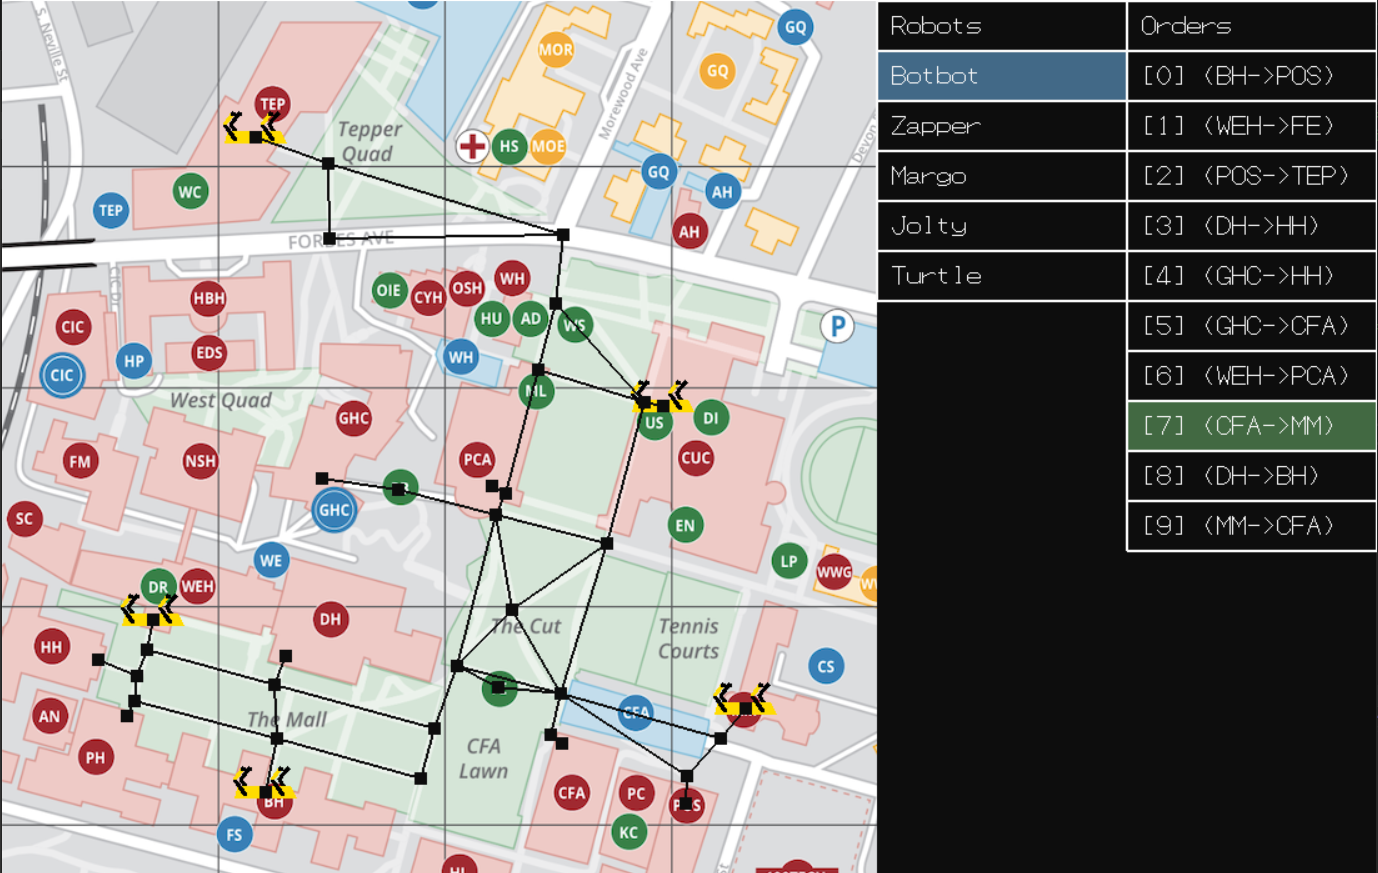 S. Neville St
MOR
GQ
GQ
TEP
Morewood Ave
Tepper
Quad
HS
MOE
GQ
AH
WC
TEP
AH
FORBES AVE
HBH
OIE
CYH
OSH
WH
CIC
HU
AD
WS
P
EDS
HP
WH
CIC
West Quad
ML
GHC
US
DI
FM
NSH
PCA
CUC
GHC
SC
EN
WE
LP
WWG
DR
WEH
HH
DH
The Cut
Tennis
Courts
CS
AN
The Mall
CFA
PH
CFA
Lawn
BH
CFA
PC
FS
KC
Robots
Botbot
Zapper
Margo
Jolty
Turtle
Orders
[0] (BH->POS)
[1] (WEH->FE)
[2] (POS->TEP)
[3] (DH->HH)
[4] (GHC->HH)
[5] (GHC->CFA)
[6] (WEH->PCA)
[7] (CFA->MM)
[8] (DH->BH)
[9] (MM->CFA)